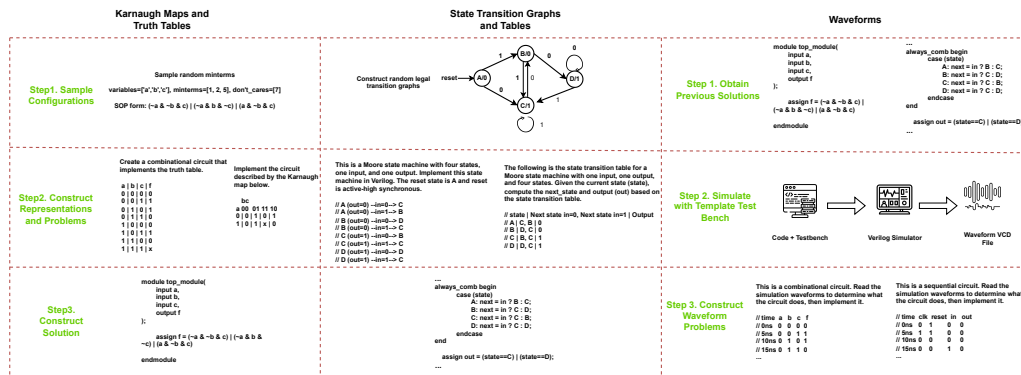 Karnaugh Maps and
Truth Tables
State Transition Graphs
and Tables
Waveforms
Step1. Sample
Configurations
Sample random minterms
variables=['a','b','c'], minterms=[1, 2, 5], don't_cares=[7]
SOP form: (~a & ~b & c) | (~a & b & ~c) | (a & ~b & c)
Construct random legal
transition graphs
reset
A/0
B/0
C/1
D/1
1
0
1
0
0
0
1
1
Step 1. Obtain
Previous Solutions
module top_module(
input a,
input b,
input c,
output f
);
assign f = (~a & ~b & c) |
(~a & b & ~c) | (a & ~b & c)
endmodule
...
always_comb begin
case (state)
A: next = in ? B : C;
B: next = in ? C : D;
C: next = in ? C : B;
D: next = in ? C : D;
endcase
end
assign out = (state==C) | (state==D
...
Step2. Construct
Representations
and Problems
Create a combinational circuit that
implements the truth table.
a | b | c | f
0 | 0 | 0 | 0
0 | 0 | 1 | 1
0 | 1 | 0 | 1
0 | 1 | 1 | 0
1 | 0 | 0 | 0
1 | 0 | 1 | 1
1 | 1 | 0 | 0
1 | 1 | 1 | x
Implement the circuit
described by the Karnaugh
map below.
bc
a 00 01 11 10
0 | 0 | 1 | 0 | 1
1 | 0 | 1 | x | 0
This is a Moore state machine with four states,
one input, and one output. Implement this state
machine in Verilog. The reset state is A and reset
is active-high synchronous.
// A (out=0) --in=0--> C
// A (out=0) --in=1--> B
// B (out=0) --in=0--> D
// B (out=0) --in=1--> C
// C (out=1) --in=0--> B
// C (out=1) --in=1--> C
// D (out=1) --in=0--> D
// D (out=1) --in=1--> C
The following is the state transition table for a
Moore state machine with one input, one output,
and four states. Given the current state (state),
compute the next_state and output (out) based on
the state transition table.
// state | Next state in=0, Next state in=1 | Output
// A | C, B | 0
// B | D, C | 0
// C | B, C | 1
// D | D, C | 1
Step 2. Simulate
with Template Test
Bench
Code + Testbench
Verilog Simulator
Waveform VCD
File
Step3.
Construct
Solution
module top_module(
input a,
input b,
input c,
output f
);
assign f = (~a & ~b & c) | (~a & b &
~c) | (a & ~b & c)
endmodule
...
always_comb begin
case (state)
A: next = in ? B : C;
B: next = in ? C : D;
C: next = in ? C : B;
D: next = in ? C : D;
endcase
end
assign out = (state==C) | (state==D);
...
Step 3. Construct
Waveform
Problems
This is a combinational circuit. Read the
simulation waveforms to determine what
the circuit does, then implement it.
// time a b c f
// 0ns 0 0 0 0
// 5ns 0 0 1 1
// 10ns 0 1 0 1
// 15ns 0 1 1 0
...
This is a sequential circuit. Read the
simulation waveforms to determine what
the circuit does, then implement it.
// time clk reset in out
// 0ns 0 1 0 0
// 5ns 1 1 0 0
// 10ns 0 0 0 0
// 15ns 0 0 1 0
...